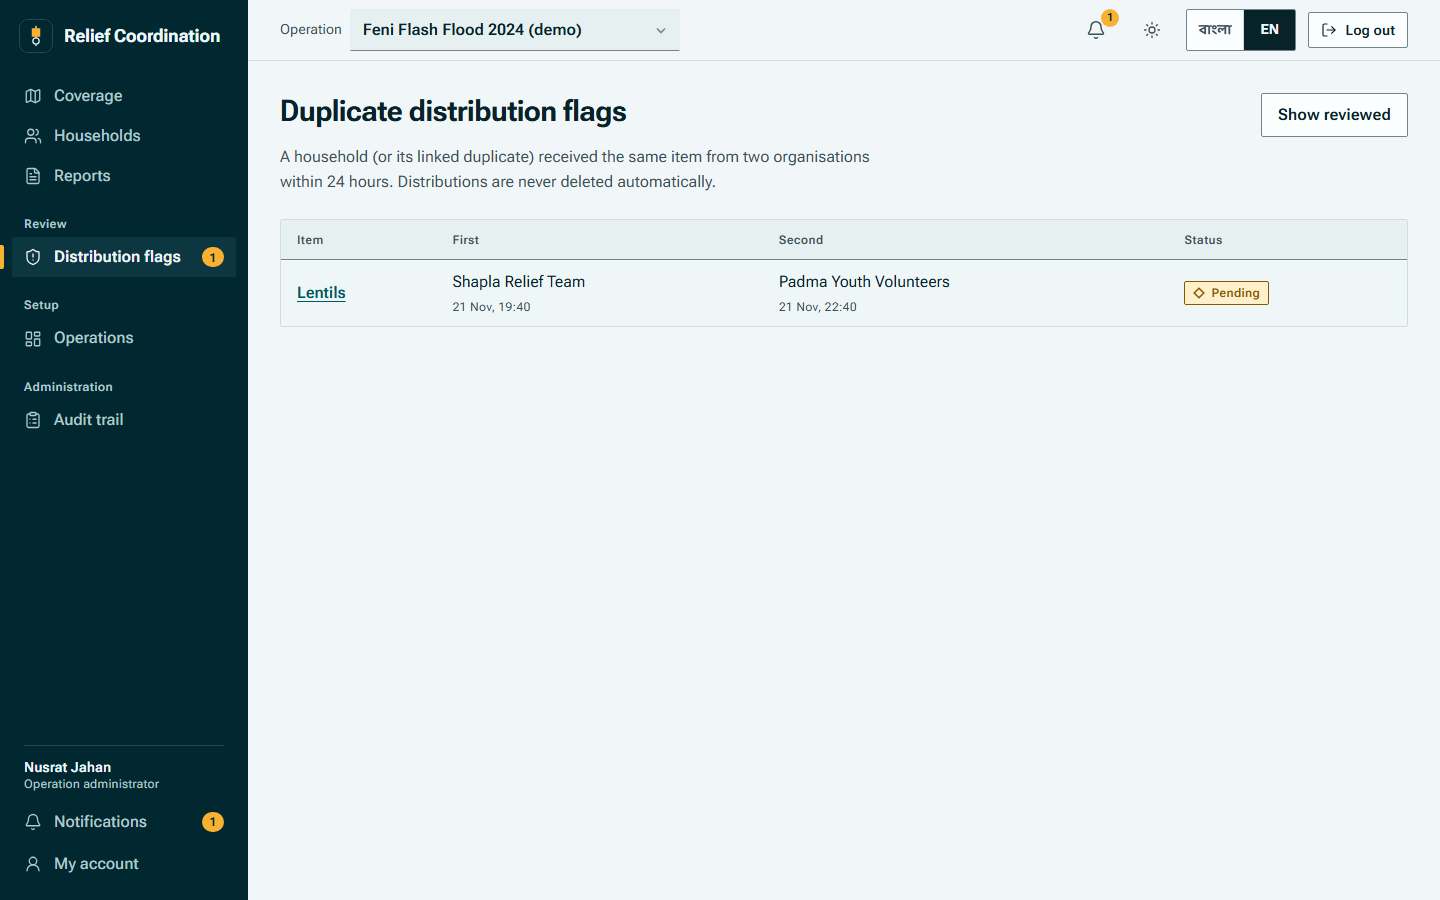 Relief Coordination
Coverage
Households
Reports
Review
Distribution flags 1
Setup
Operations
Administration
Audit trail
Nusrat Jahan
Operation administrator
Notifications 1
My account
Operation Feni Flash Flood 2024 (demo)
1
বাংলা EN
Log out
Duplicate distribution flags
Show reviewed
A household (or its linked duplicate) received the same item from two organisations
within 24 hours. Distributions are never deleted automatically.
Item First Second Status
Lentils Shapla Relief Team Padma Youth Volunteers Pending
21 Nov, 19:40 21 Nov, 22:40